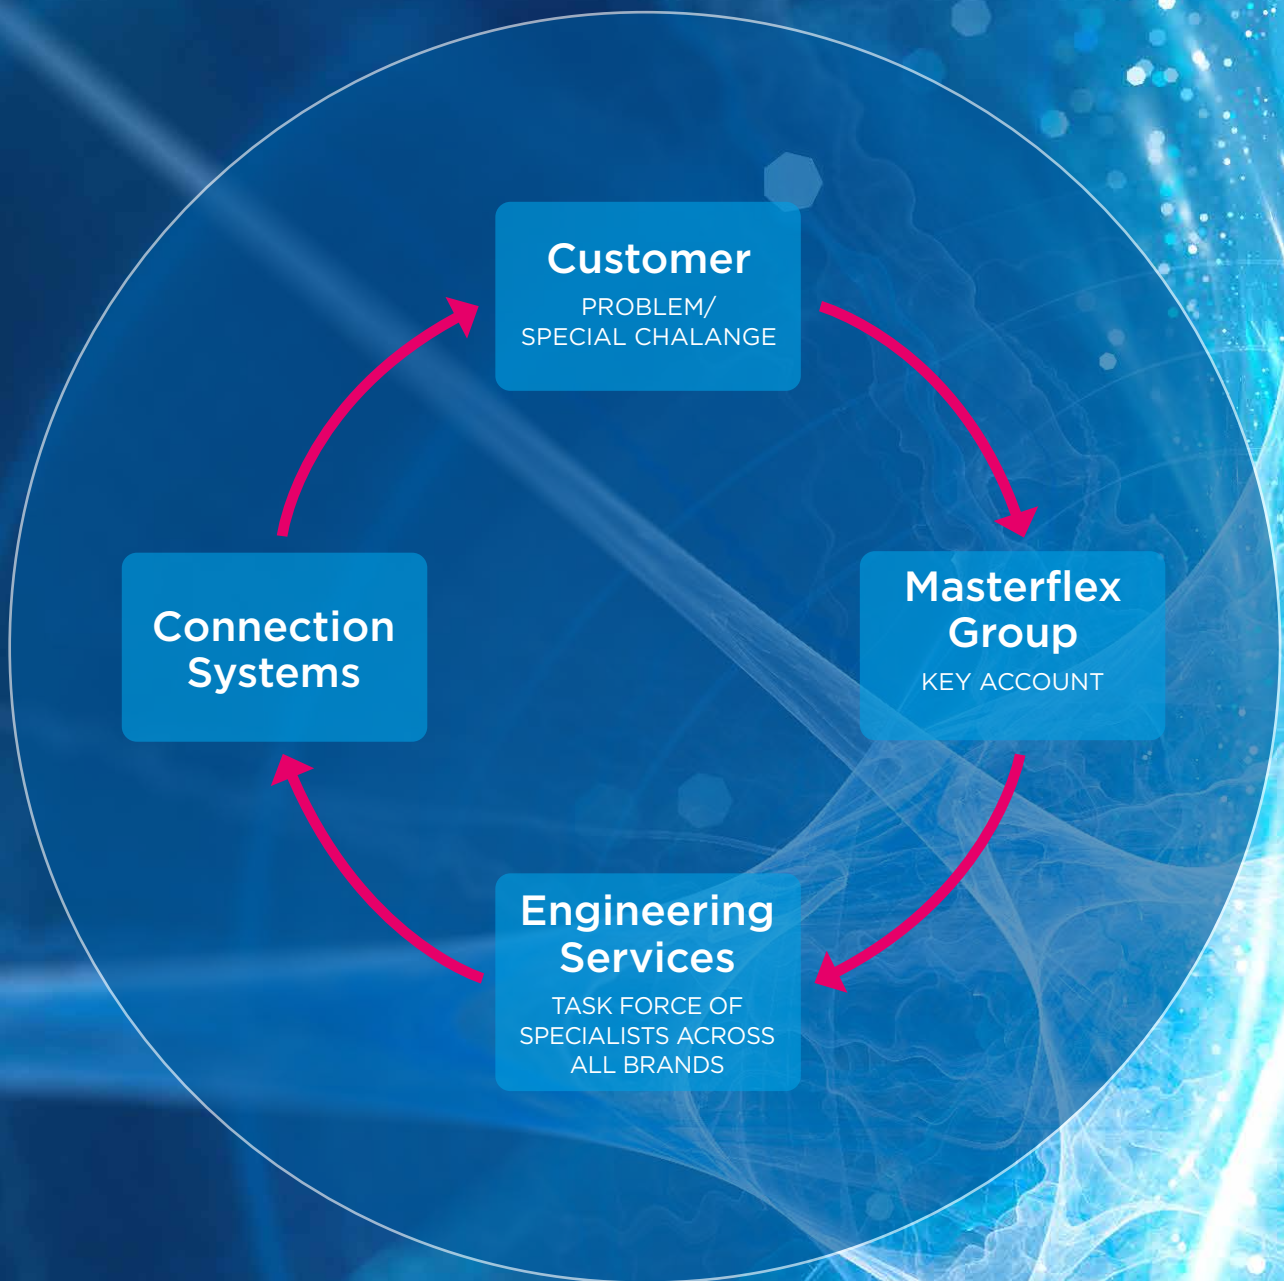 Customer
PROBLEM/
SPECIAL CHALANGE
Masterflex
Group
KEY ACCOUNT
Connection
Systems
Engineering
Services
TASK FORCE OF
SPECIALISTS ACROSS
ALL BRANDS